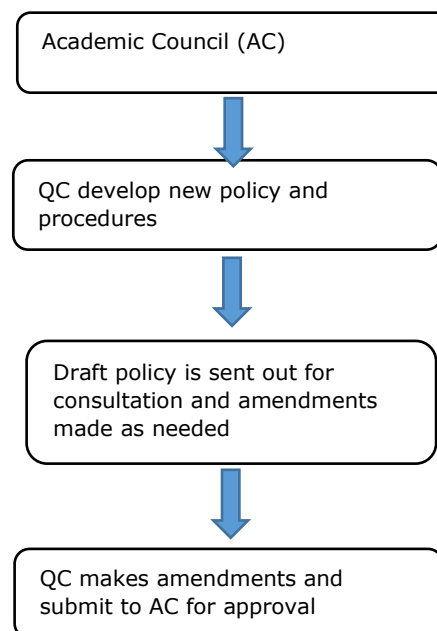 Academic Council (AC)
QC develop new policy and
procedures
Draft policy is sent out for
consultation and amendments
made as needed
QC makes amendments and
submit to AC for approval